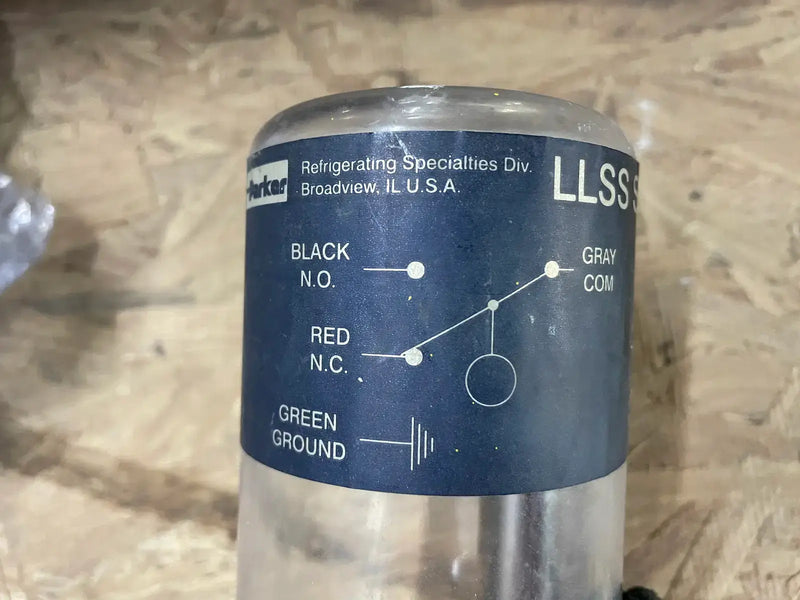 Parker
Refrigerating Specialties Div.
Broadview, IL U.S.A.
LLSS
BLACK
N.O.
GRAY
COM
RED
N.C.
GREEN
GROUND